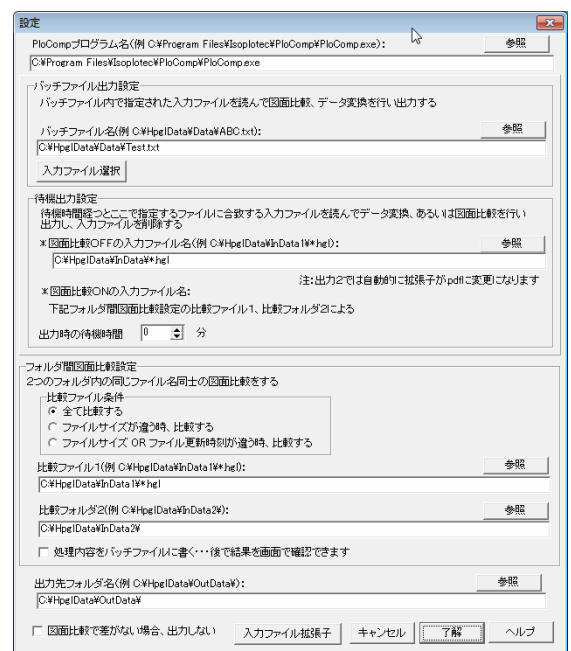 設定
PloCompプログラム名(例 C:¥Program Files¥Isoplotec¥PloComp¥PloComp.exe):
参照
C:¥Program Files¥Isoplotec¥PloComp¥PloComp.exe
バッチファイル出力設定
バッチファイル内で指定された入力ファイルを読んで図面比較、データ変換を行い出力する
バッチファイル名(例 C:¥HpglData¥Data¥ABC.txt):
参照
C:¥HpglData¥Data¥Test.txt
入力ファイル選択
待機出力設定
待機時間経つとここで指定するファイルに合致する入力ファイルを読んでデータ変換、あるいは図面比較を行い
出力し、入力ファイルを削除する
*図面比較OFFの入力ファイル名(例 C:¥HpglData¥InData1¥*.hgl):
参照
C:¥HpglData¥InData¥*.hgl
注:出力2では自動的に拡張子がpdfに変更になります
*図面比較ONの入力ファイル名:
下記フォルダ間図面比較設定の比較ファイル1、比較フォルダ2による
出力時の待機時間 0 分
フォルダ間図面比較設定
2つのフォルダ内の同じファイル名同士の図面比較をする
比較ファイル条件
全て比較する
ファイルサイズが違う時、比較する
ファイルサイズ OR ファイル更新時刻が違う時、比較する
比較ファイル1(例 C:¥HpglData¥InData1¥*.hgl):
参照
C:¥HpglData¥InData1¥*.hgl
比較フォルダ2(例 C:¥HpglData¥InData2¥):
参照
C:¥HpglData¥InData2¥
処理内容をバッチファイルに書く・・・後で結果を画面で確認できます
出力先フォルダ名(例 C:¥HpglData¥OutData¥):
参照
C:¥HpglData¥OutData¥
図面比較で差がない場合、出力しない
入力ファイル拡張子
キャンセル
了解
ヘルプ